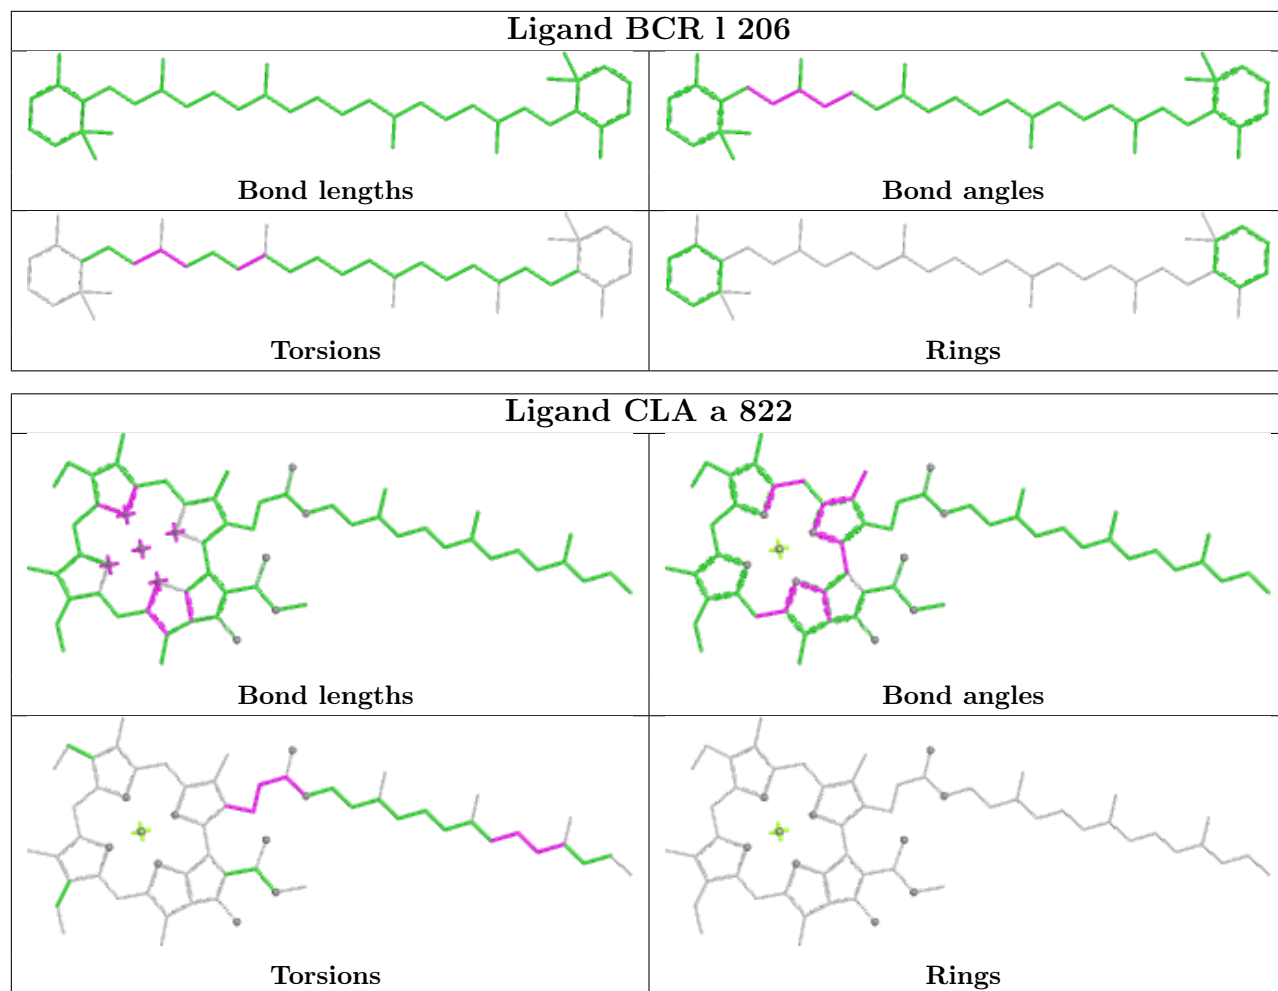 Ligand BCR l 206
Bond lengths
Bond angles
Torsions
Rings
Ligand CLA a 822
Bond lengths
Bond angles
Torsions
Rings